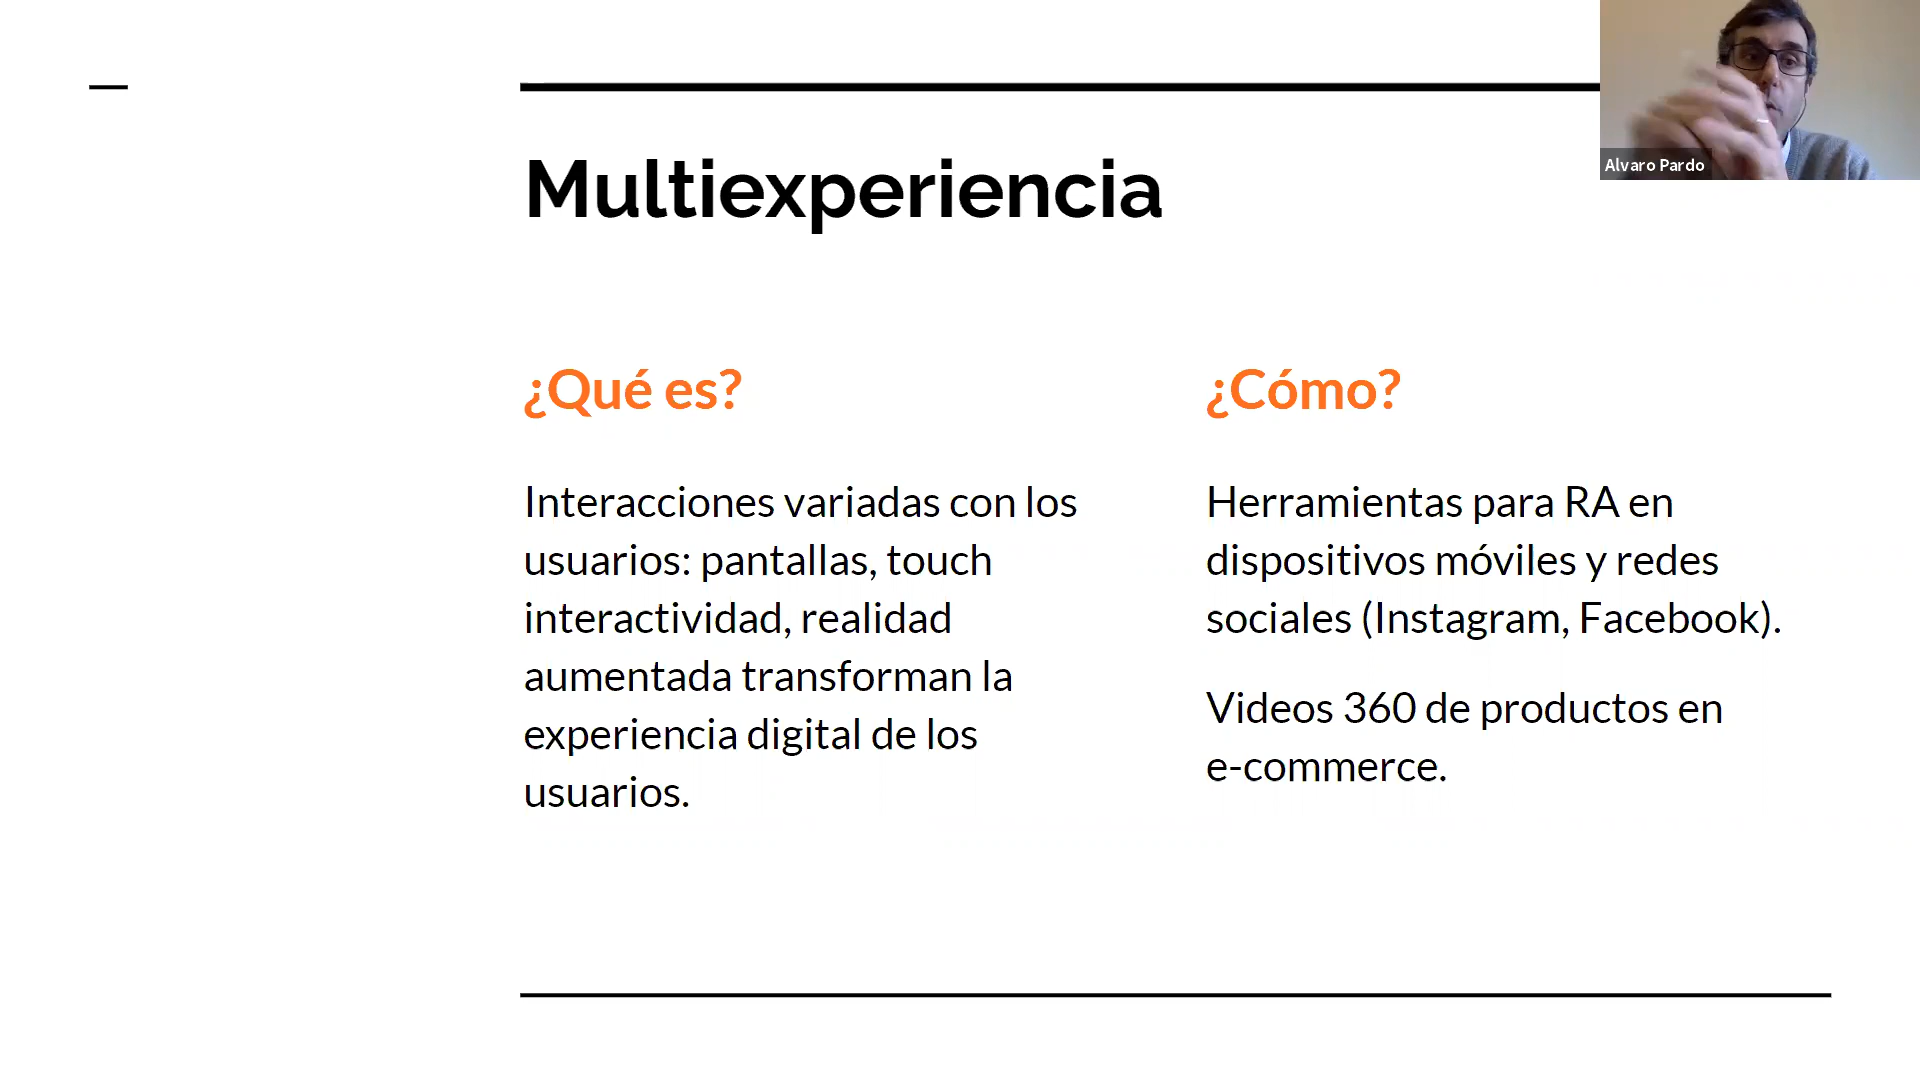 Alvaro Pardo
Multiexperiencia
¿Qué es?
Interacciones variadas con los
usuarios: pantallas, touch
interactividad, realidad
aumentada transforman la
experiencia digital de los
usuarios.
¿Cómo?
Herramientas para RA en
dispositivos móviles y redes
sociales (Instagram, Facebook).
Videos 360 de productos en
e-commerce.